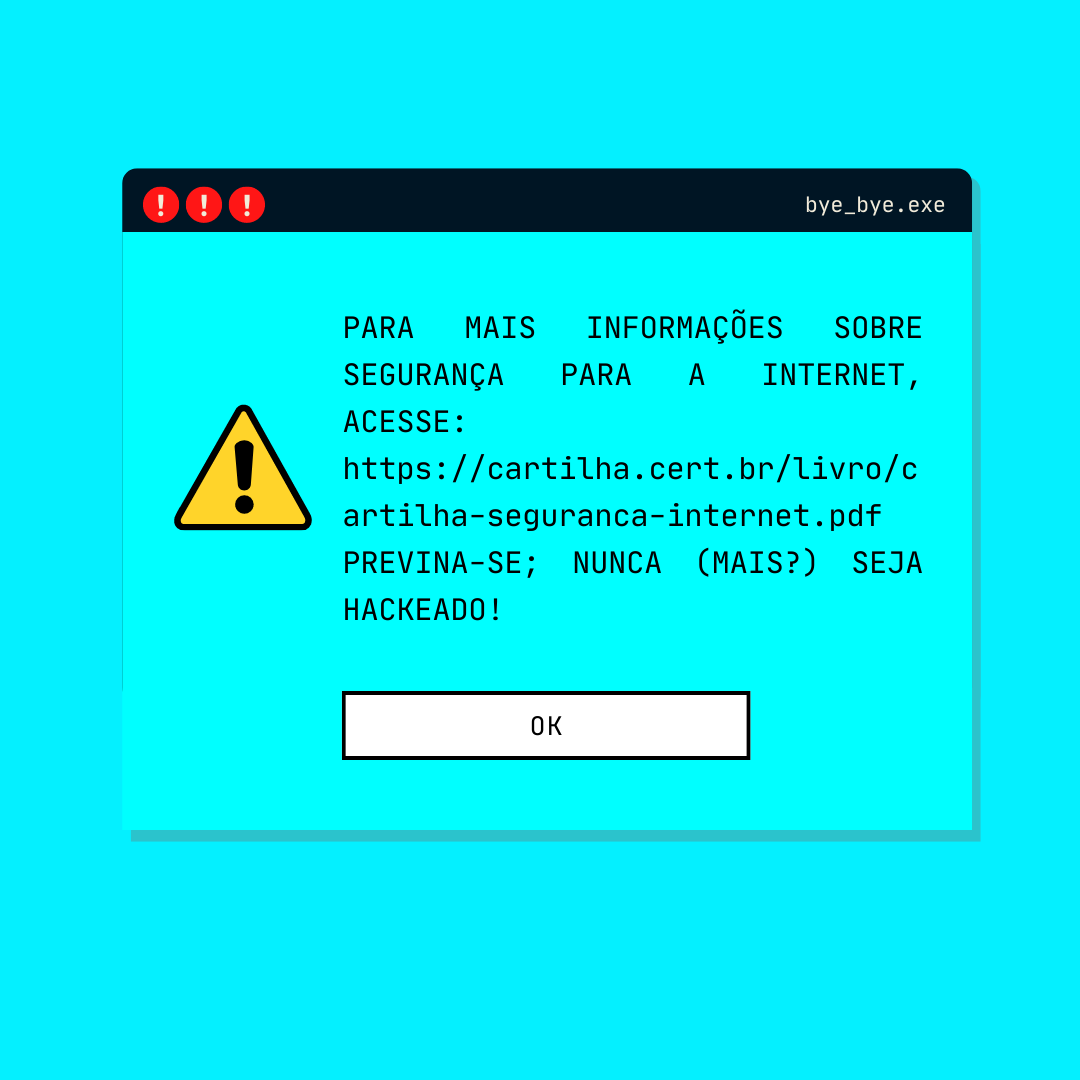 ! ! !
bye_bye.exe
PARA MAIS INFORMAÇÕES SOBRE
SEGURANÇA PARA A INTERNET,
ACESSE:
https://cartilha.cert.br/livro/c
artilha-seguranca-internet.pdf
PREVINA-SE; NUNCA (MAIS?) SEJA
HACKEADO!
!
OK